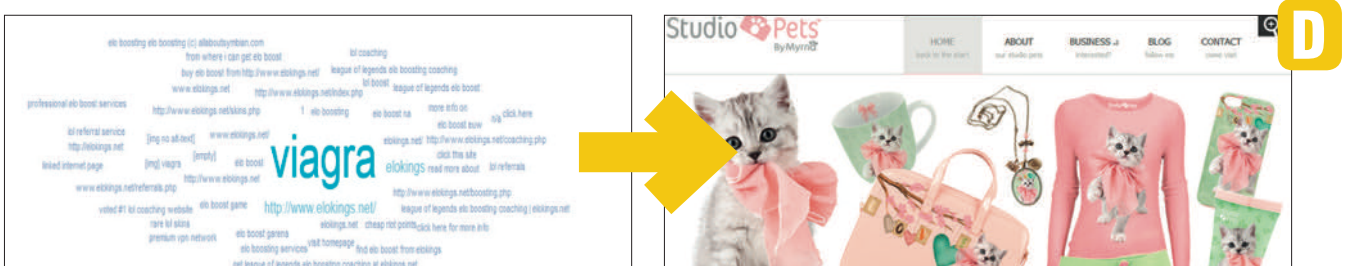 elo boosting elo boosting (c) allaboutsymbian.com
from where i can get elo boost
lol coaching
buy elo boost from http://www.elokings.net/
league of legends elo boosting coaching
www.elokings.net
http://www.elokings.net/index.php
lol boost
league of legends elo boost
professional elo boost services
http://www.elokings.net/skins.php
! elo boosting
elo boost na
more info on
n/a
click here
elo boost euw
lol referral service
[img no alt-text]
www.elokings.net/
elokings.net/
http://www.elokings.net/coaching.php
http://elokings.net
click this site
linked internet page
[img] viagra
[empty]
elo boost
viagra
elokings
read more about
lol referrals
http://www.elokings.net
www.elokings.net/referrals.php
http://www.elokings.net/boosting.php
voted #1 lol coaching website
elo boost game
http://www.elokings.net/
league of legends elo boosting coaching | elokings.net
rare lol skins
elokings.net
cheap riot points
click here for more info
premium vpn network
elo boost garena
elo boosting services
visit homepage
find elo boost from elokings
get league of legends elo boosting coaching at elokings.net
Studio Pets
By Myrna
HOME
back to the start
ABOUT
our studio pets
BUSINESS
interested?
BLOG
follow me
CONTACT
come visit
D